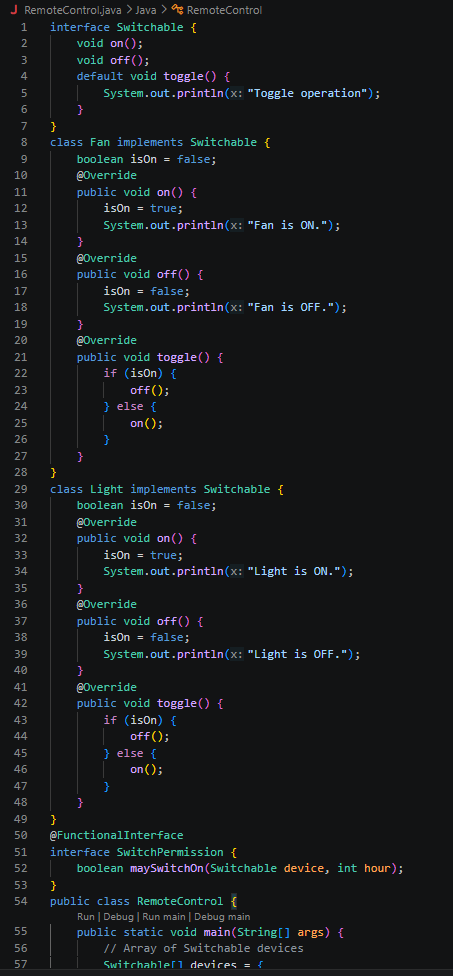 RemoteControl.java > Java > RemoteControl
1 interface Switchable {
2     void on();
3     void off();
4     default void toggle() {
5         System.out.println(x: "Toggle operation");
6     }
7 }
8 class Fan implements Switchable {
9     boolean isOn = false;
10     @Override
11     public void on() {
12         isOn = true;
13         System.out.println(x: "Fan is ON.");
14     }
15     @Override
16     public void off() {
17         isOn = false;
18         System.out.println(x: "Fan is OFF.");
19     }
20     @Override
21     public void toggle() {
22         if (isOn) {
23             off();
24         } else {
25             on();
26         }
27     }
28 }
29 class Light implements Switchable {
30     boolean isOn = false;
31     @Override
32     public void on() {
33         isOn = true;
34         System.out.println(x: "Light is ON.");
35     }
36     @Override
37     public void off() {
38         isOn = false;
39         System.out.println(x: "Light is OFF.");
40     }
41     @Override
42     public void toggle() {
43         if (isOn) {
44             off();
45         } else {
46             on();
47         }
48     }
49 }
50 @FunctionalInterface
51 interface SwitchPermission {
52     boolean maySwitchOn(Switchable device, int hour);
53 }
54 public class RemoteControl {
Run | Debug | Run main | Debug main
55     public static void main(String[] args) {
56         // Array of Switchable devices
57         Switchable[] devices = {